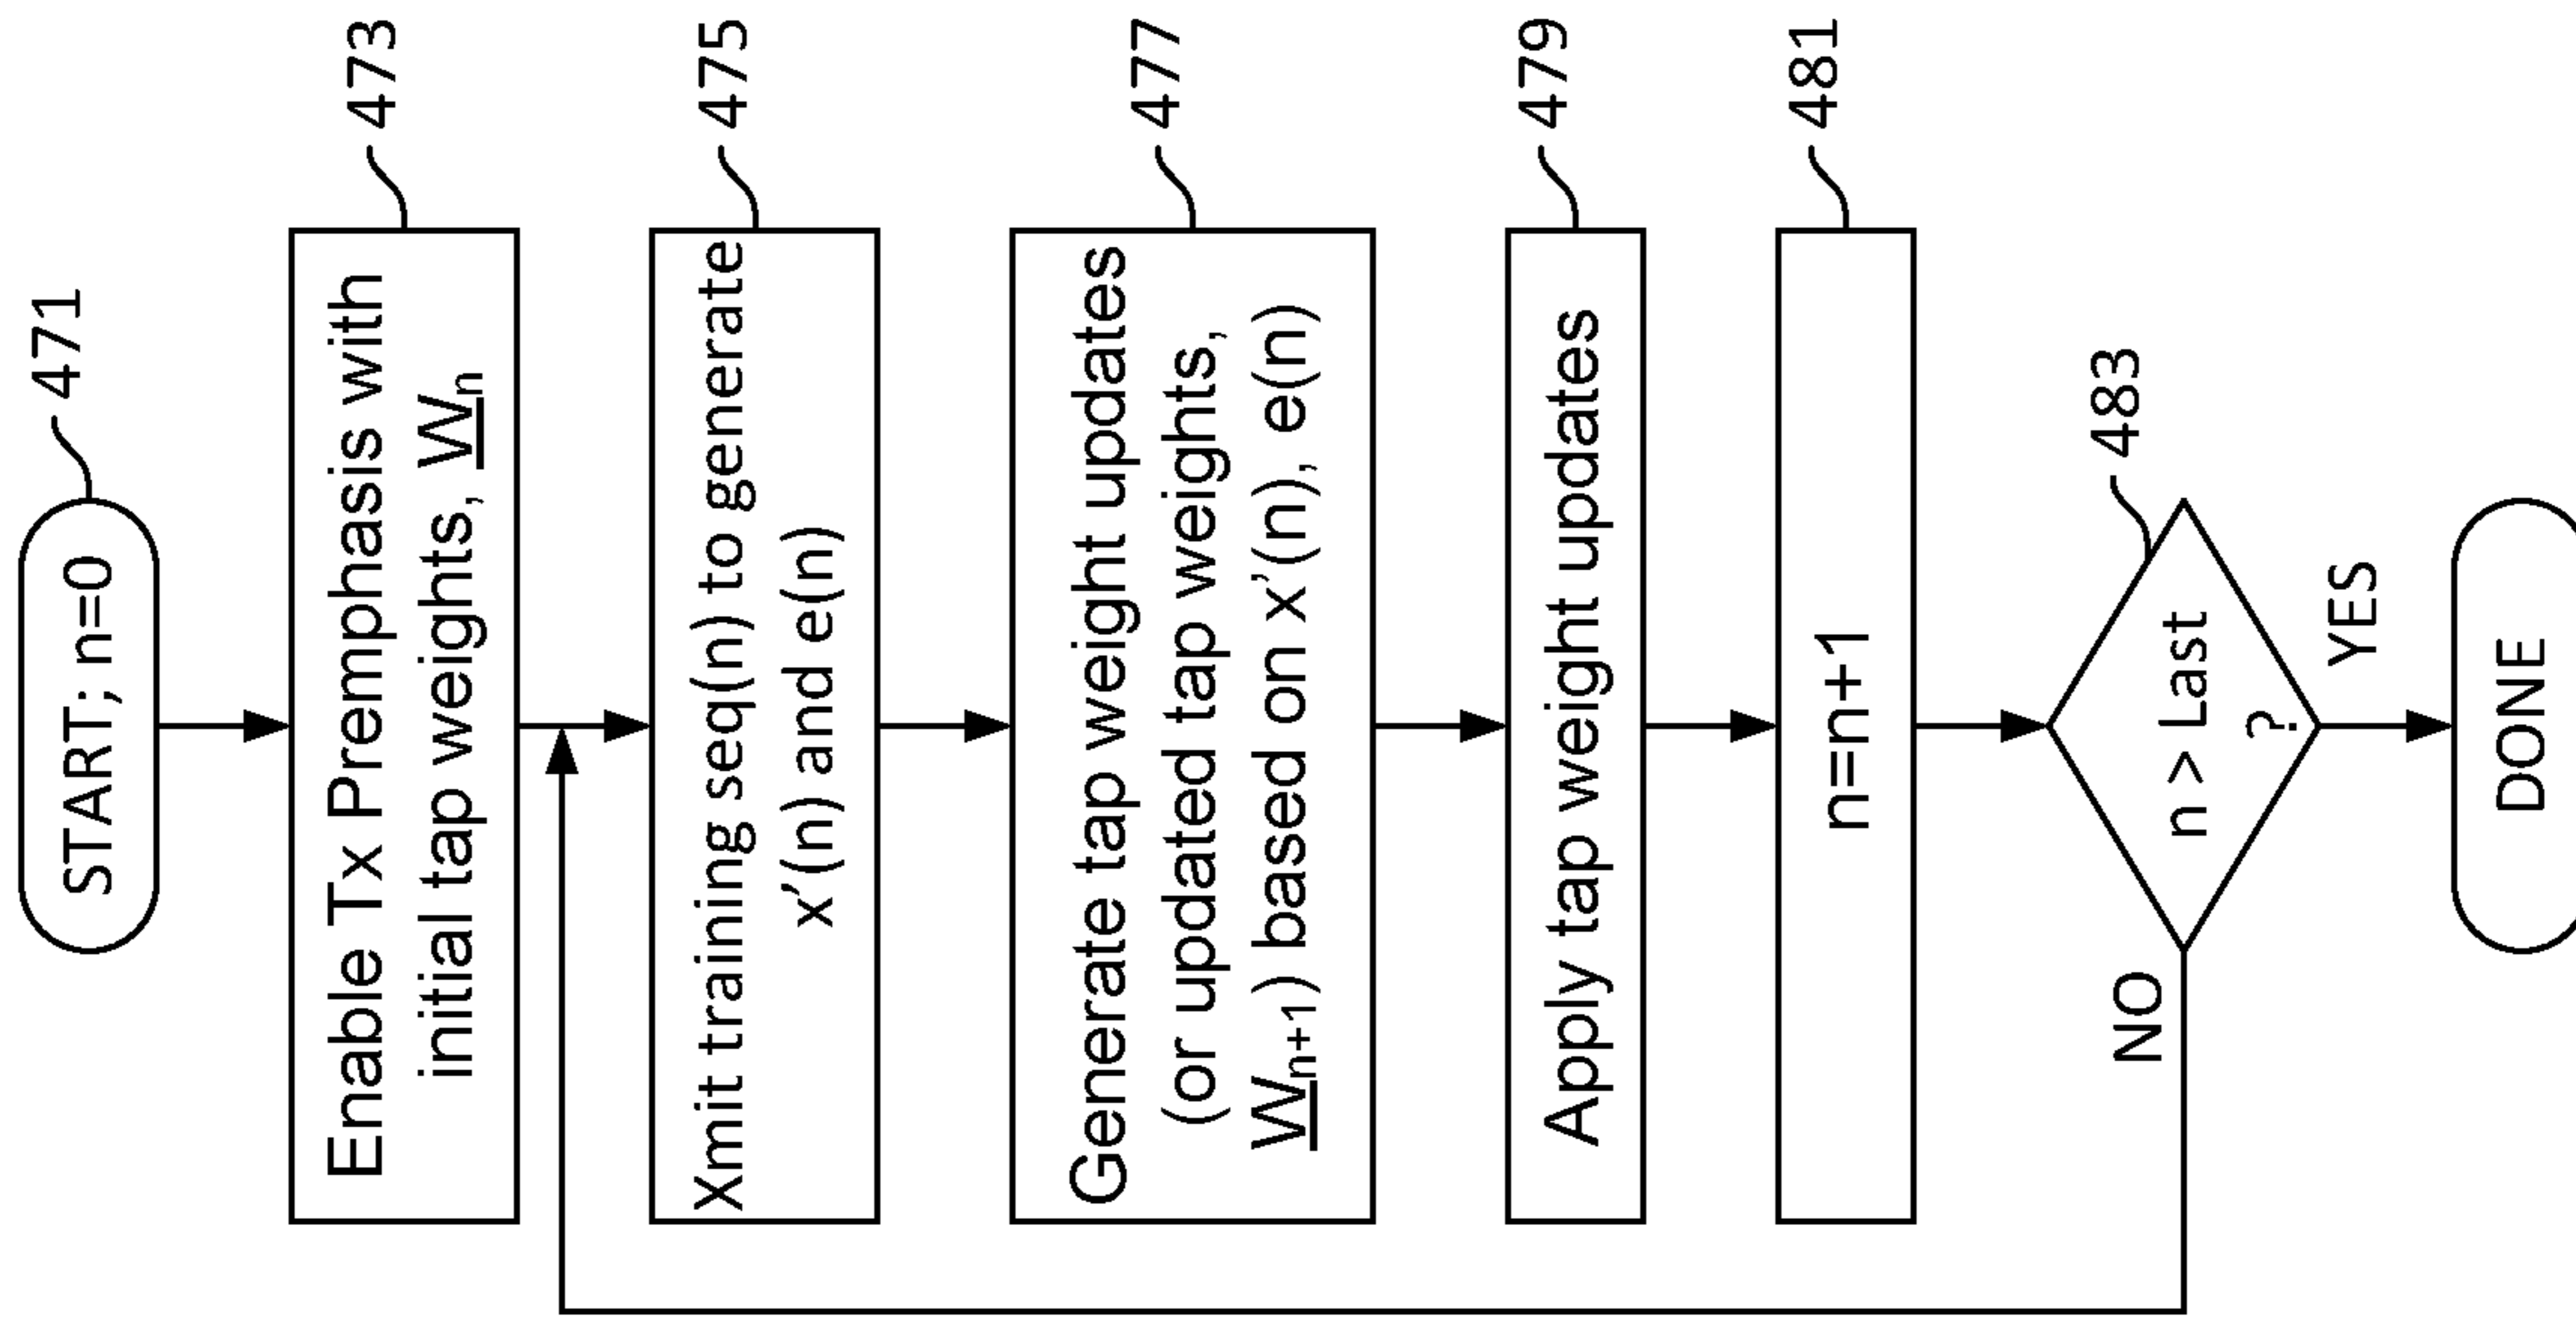 START; n=0
471
Enable Tx Premphasis with
initial tap weights, Wn
473
Xmit training seq(n) to generate
x'(n) and e(n)
475
Generate tap weight updates
(or updated tap weights,
Wn+1) based on x'(n), e(n)
477
Apply tap weight updates
479
n=n+1
481
n > Last
?
483
NO
YES
DONE